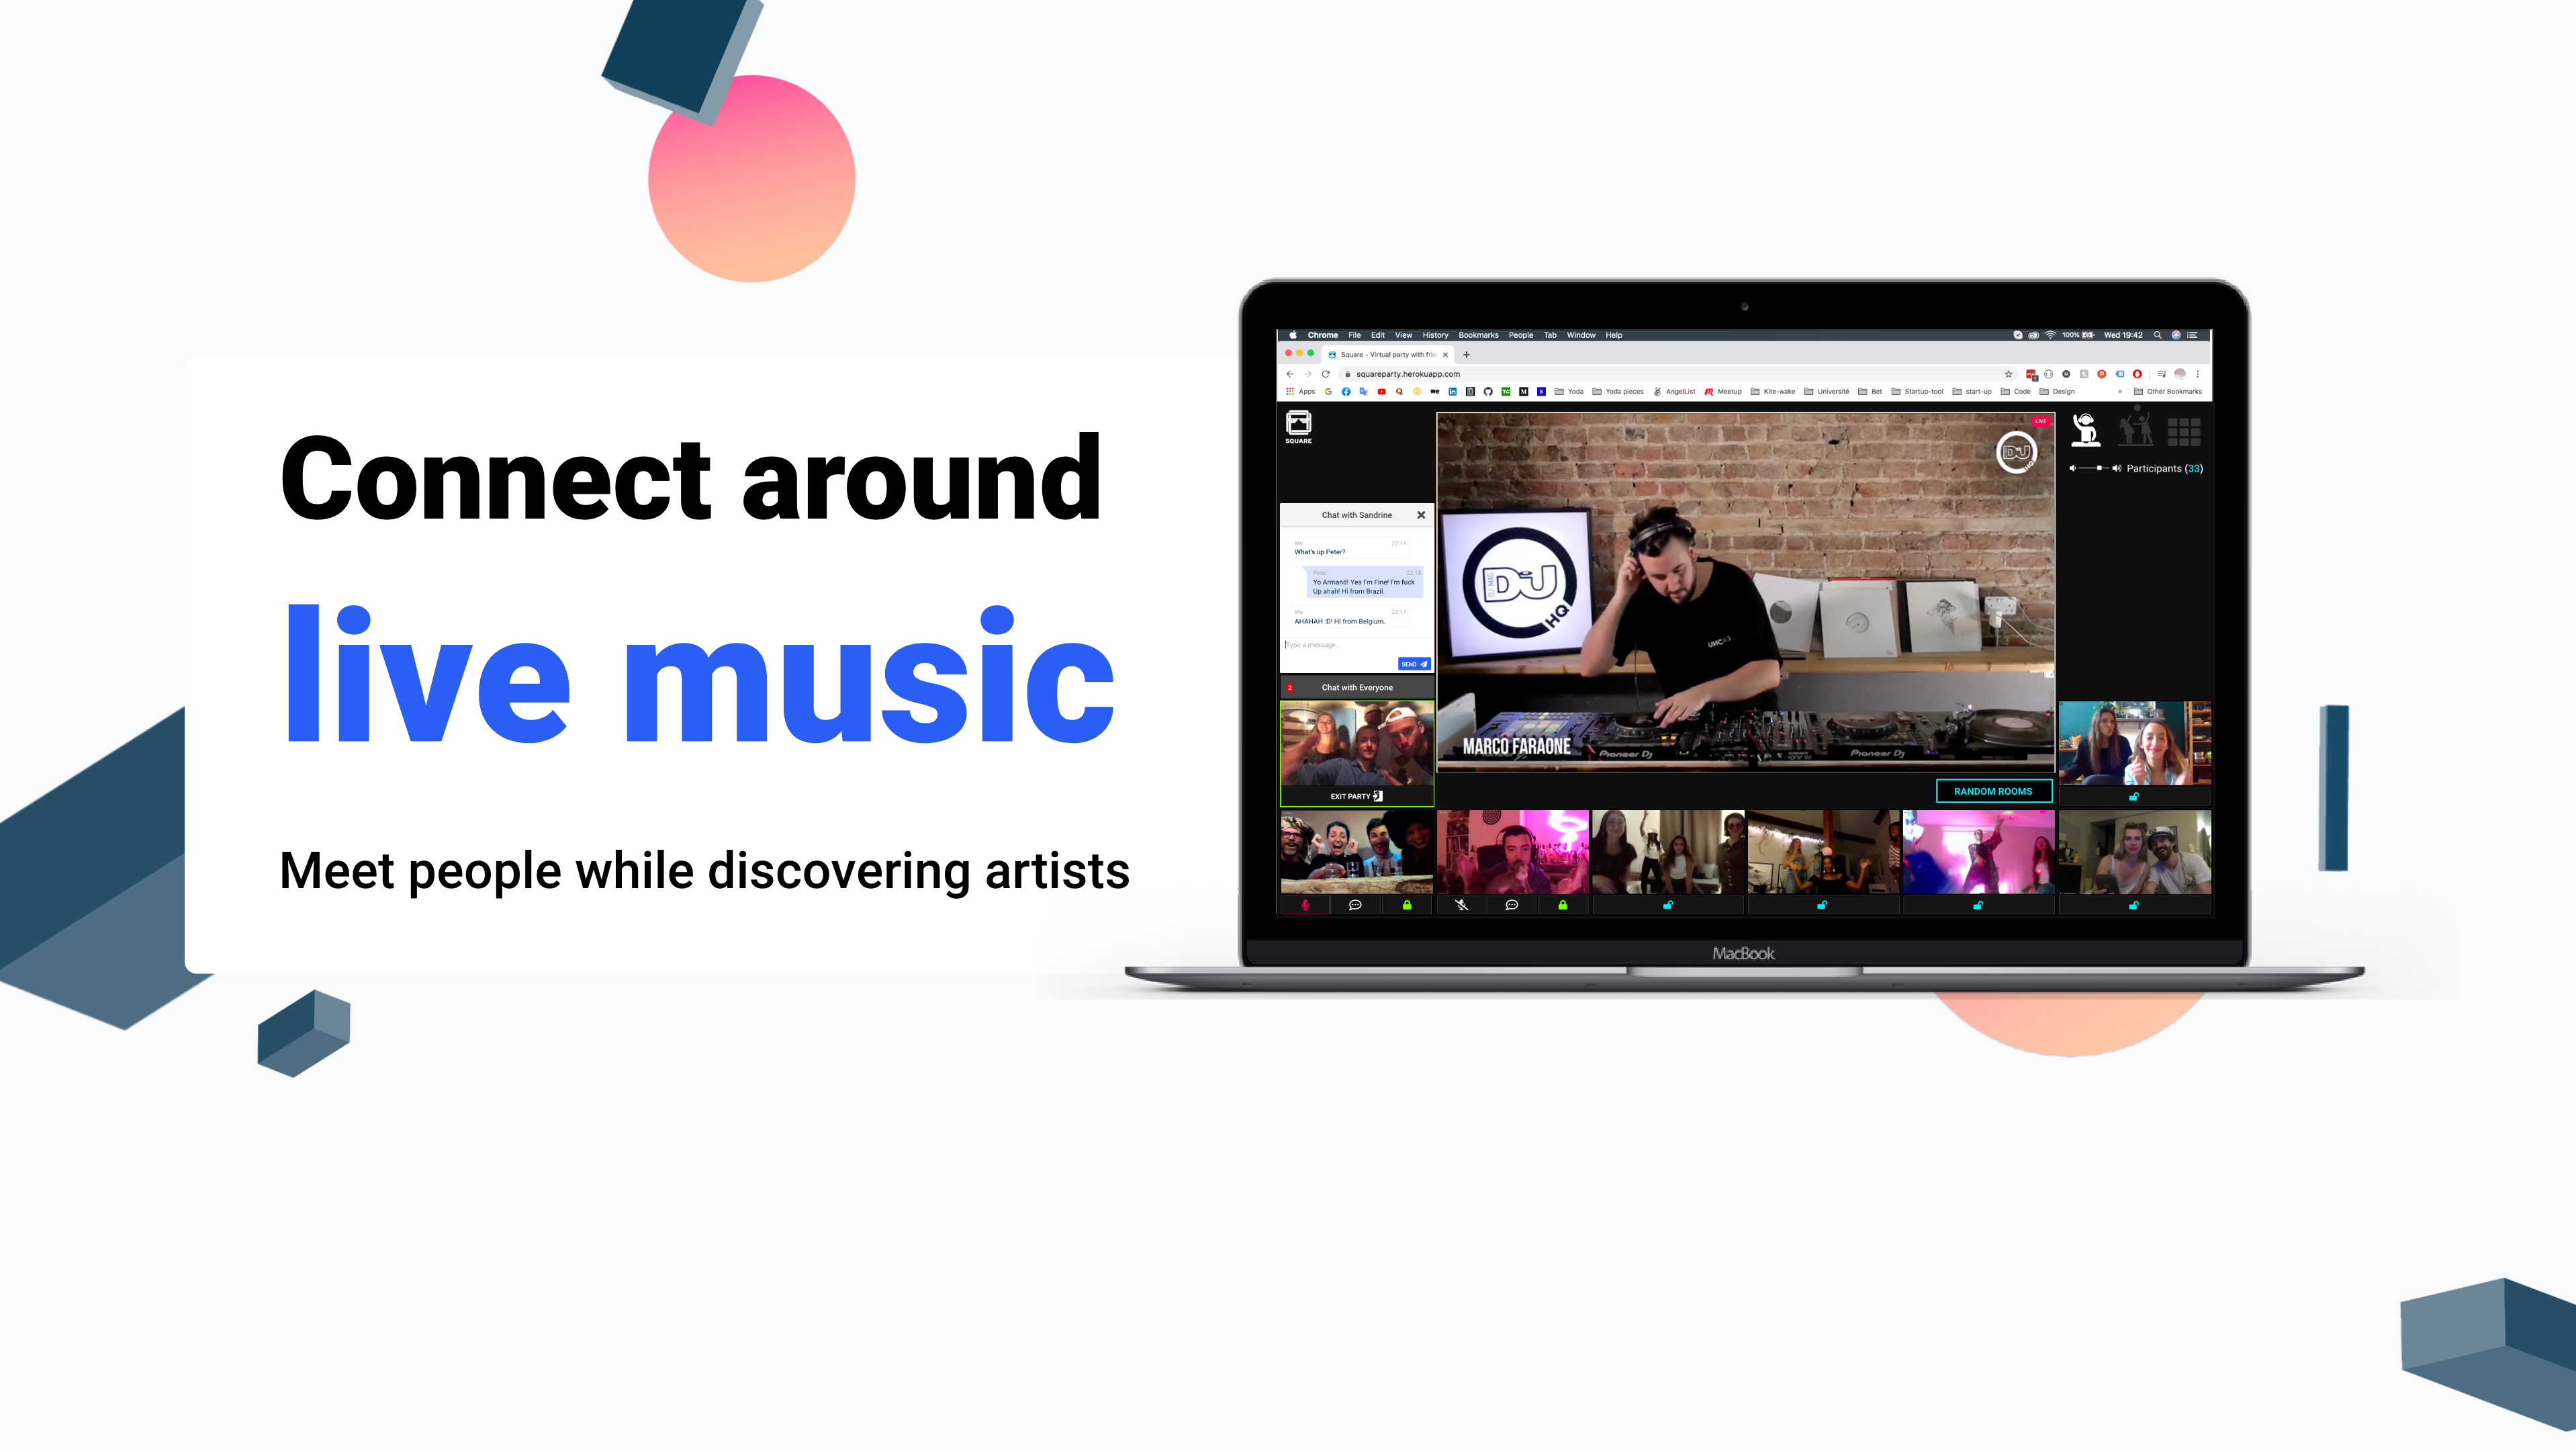 Connect around
live music
Meet people while discovering artists
Chrome File Edit View History Bookmarks People Tab Window Help
100% Wed 19:42
Square - Virtual party with frie
squareparty.herokuapp.com
Apps Yoda Yoda pieces AngelList Meetup Kite-wake Université Bet Startup-tool start-up Code Design » Other Bookmarks
SQUARE
Chat with Sandrine
Me 22:14
What's up Peter?
Peter 22:15
Yo Armand! Yes I'm Fine! I'm fuck
Up ahah! Hi from Brazil.
Me 22:17
AHAHAH :D! HI from Belgium.
Type a message...
SEND
2 Chat with Everyone
EXIT PARTY
LIVE
DJ HQ
DJ MAG
DJ HQ
MARCO FARAONE
Pioneer Dj
Pioneer Dj
Participants (33)
RANDOM ROOMS
MacBook